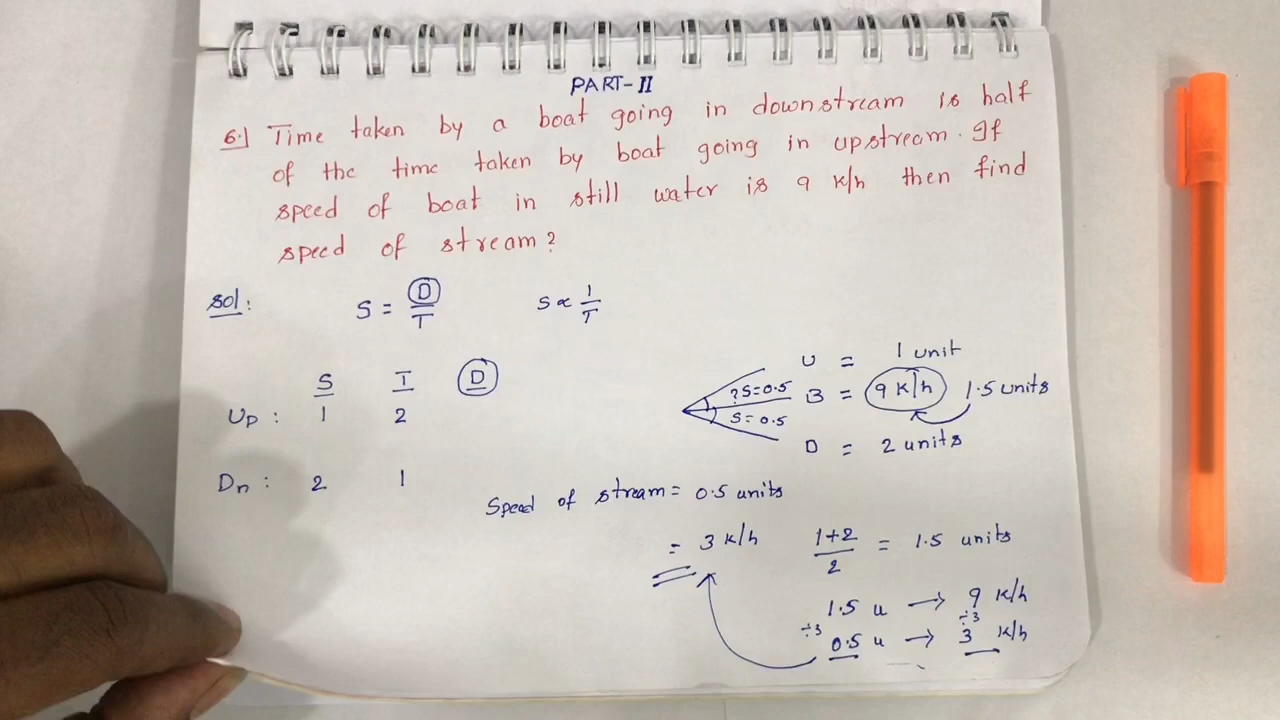 PART-II
6.) Time taken by a boat going in downstream is half
of the time taken by boat going in upstream. If
speed of boat in still water is 9 k/h then find
speed of stream?
Sol:
S = D/T
S ∝ 1/T
S T D
Up : 1 2
Dn : 2 1
U = 1 unit
?S=0.5
B = 9 k/h 1.5 units
S=0.5
D = 2 units
Speed of stream = 0.5 units
= 3 k/h
1+2/2 = 1.5 units
1.5 u → 9 k/h
÷3 ÷3
0.5 u → 3 k/h